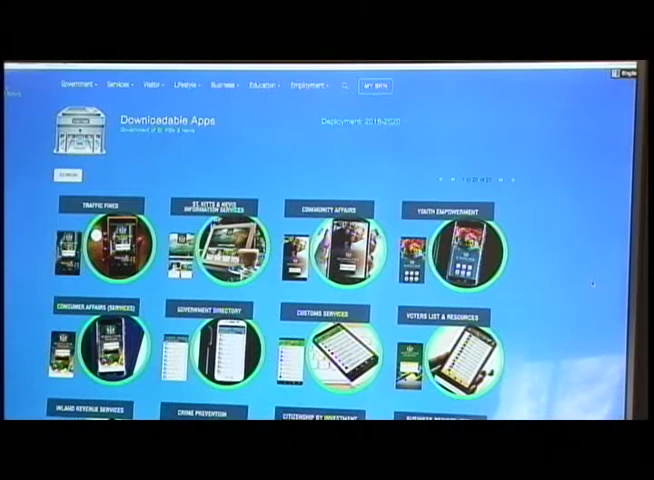 Government
Services
Visitor
Lifestyle
Business
Education
Employment
MY SKN
Downloadable Apps
Government of St. Kitts & Nevis
Deployment: 2015-2020
TRAFFIC FINES
ST. KITTS & NEVIS
INFORMATION SERVICES
COMMUNITY AFFAIRS
YOUTH EMPOWERMENT
CONSUMER AFFAIRS (SERVICES)
GOVERNMENT DIRECTORY
CUSTOMS SERVICES
VOTERS LIST & RESOURCES
INLAND REVENUE SERVICES
CRIME PREVENTION
CITIZENSHIP BY INVESTMENT